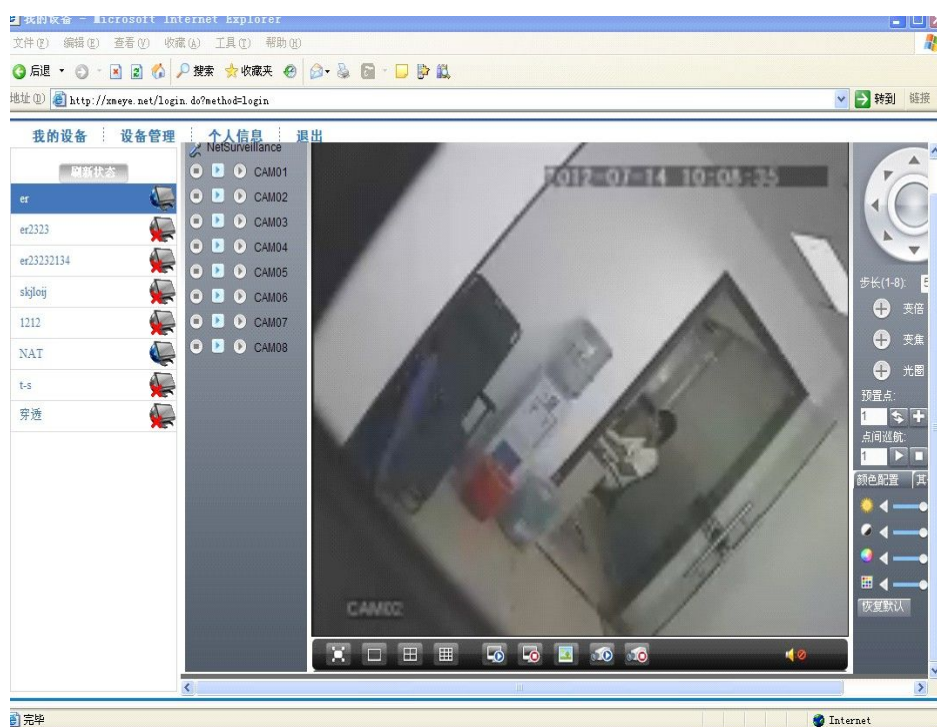 我的设备 - Microsoft Internet Explorer
文件(F) 编辑(E) 查看(V) 收藏(A) 工具(T) 帮助(H)
后退 搜索 收藏夹
地址(D) http://xmeye.net/login.do?method=login 转到 链接
我的设备 设备管理 个人信息 退出
刷新状态
er
er2323
er23232134
skjloij
1212
NAT
t-s
穿透
NetSurveillance
CAM01
CAM02
CAM03
CAM04
CAM05
CAM06
CAM07
CAM08
2012-07-14 10:08:35
CAM02
步长(1-8): 5
变倍
变焦
光圈
预置点:
1
点间巡航:
1
颜色配置 其
恢复默认
完毕 Internet